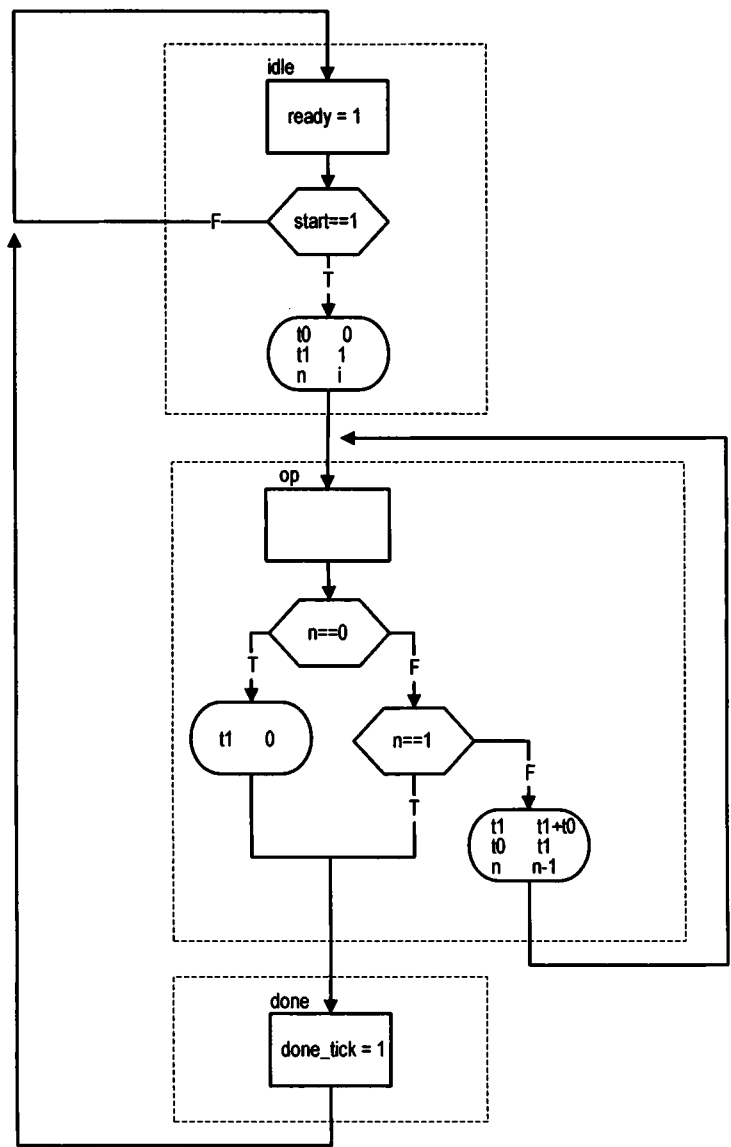 idle
ready = 1
start==1
F
T
t0 0
t1 1
n i
op
n==0
T
F
t1 0
n==1
F
T
t1 t1+t0
t0 t1
n n-1
done
done_tick = 1